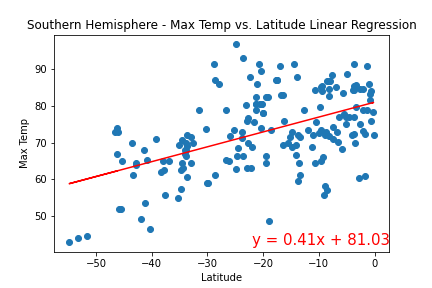 Southern Hemisphere - Max Temp vs. Latitude Linear Regression
Max Temp
90
80
70
60
50
y = 0.41x + 81.03
−50
−40
−30
−20
−10
0
Latitude